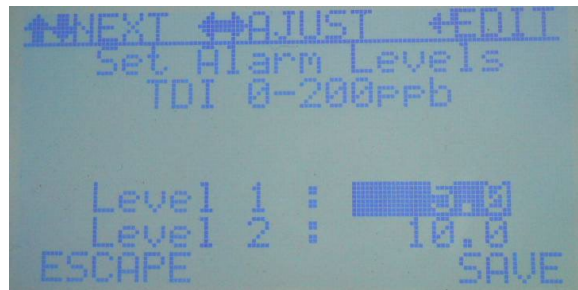 NEXT AJUST EDIT
Set Alarm Levels
TDI 0-200ppb
Level 1 :
Level 2 : 10.0
ESCAPE SAVE